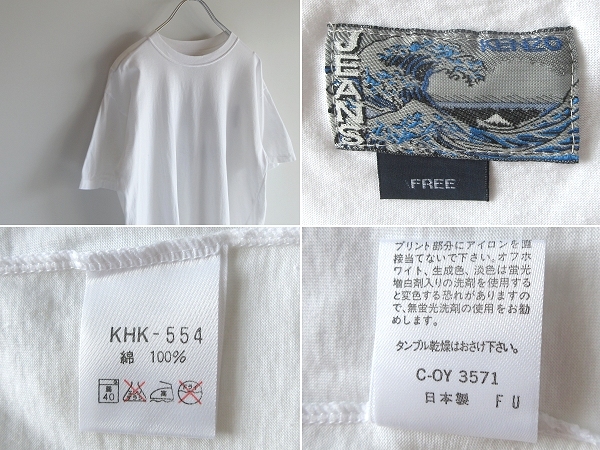 KENZO
JEANS
FREE
KHK-554
綿 100%
40
プリント部分にアイロンを直
接当てないで下さい。オフホ
ワイト、生成色、淡色は蛍光
増白剤入りの洗剤を使用する
と変色する恐れがありますの
で、無蛍光洗剤の使用をお勧
めします。
タンブル乾燥はおさけ下さい。
C-OY 3571
日本製 FU